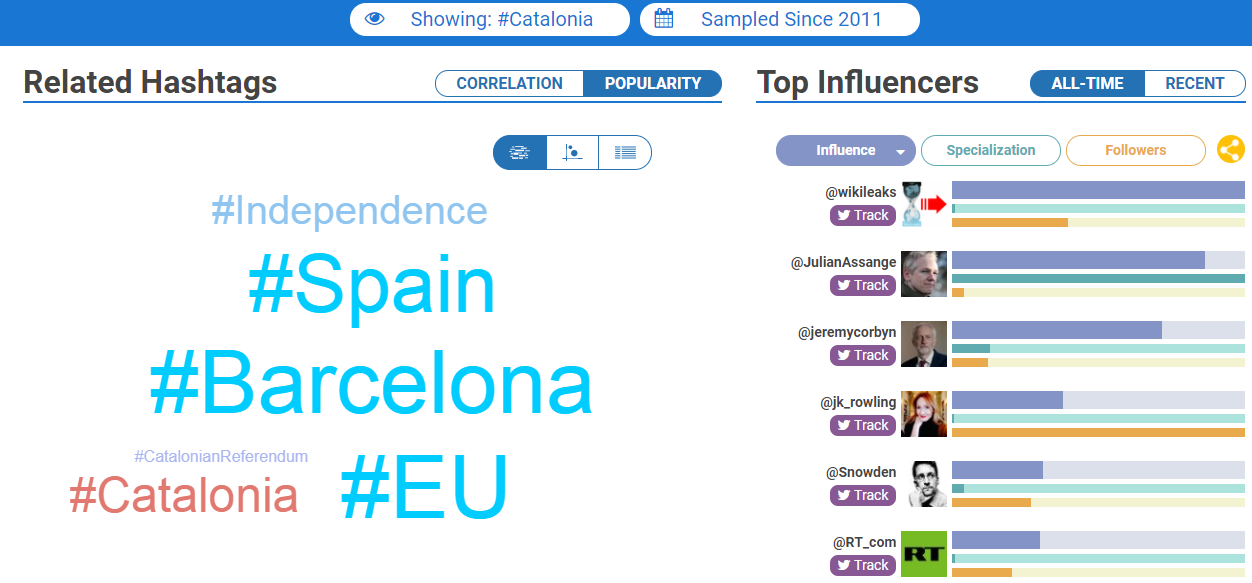 Showing: #Catalonia
Sampled Since 2011
Related Hashtags
CORRELATION
POPULARITY
#Independence
#Spain
#Barcelona
#CatalonianReferendum
#Catalonia
#EU
Top Influencers
ALL-TIME
RECENT
Influence
Specialization
Followers
@wikileaks
Track
@JulianAssange
Track
@jeremycorbyn
Track
@jk_rowling
Track
@Snowden
Track
@RT_com
Track
RT